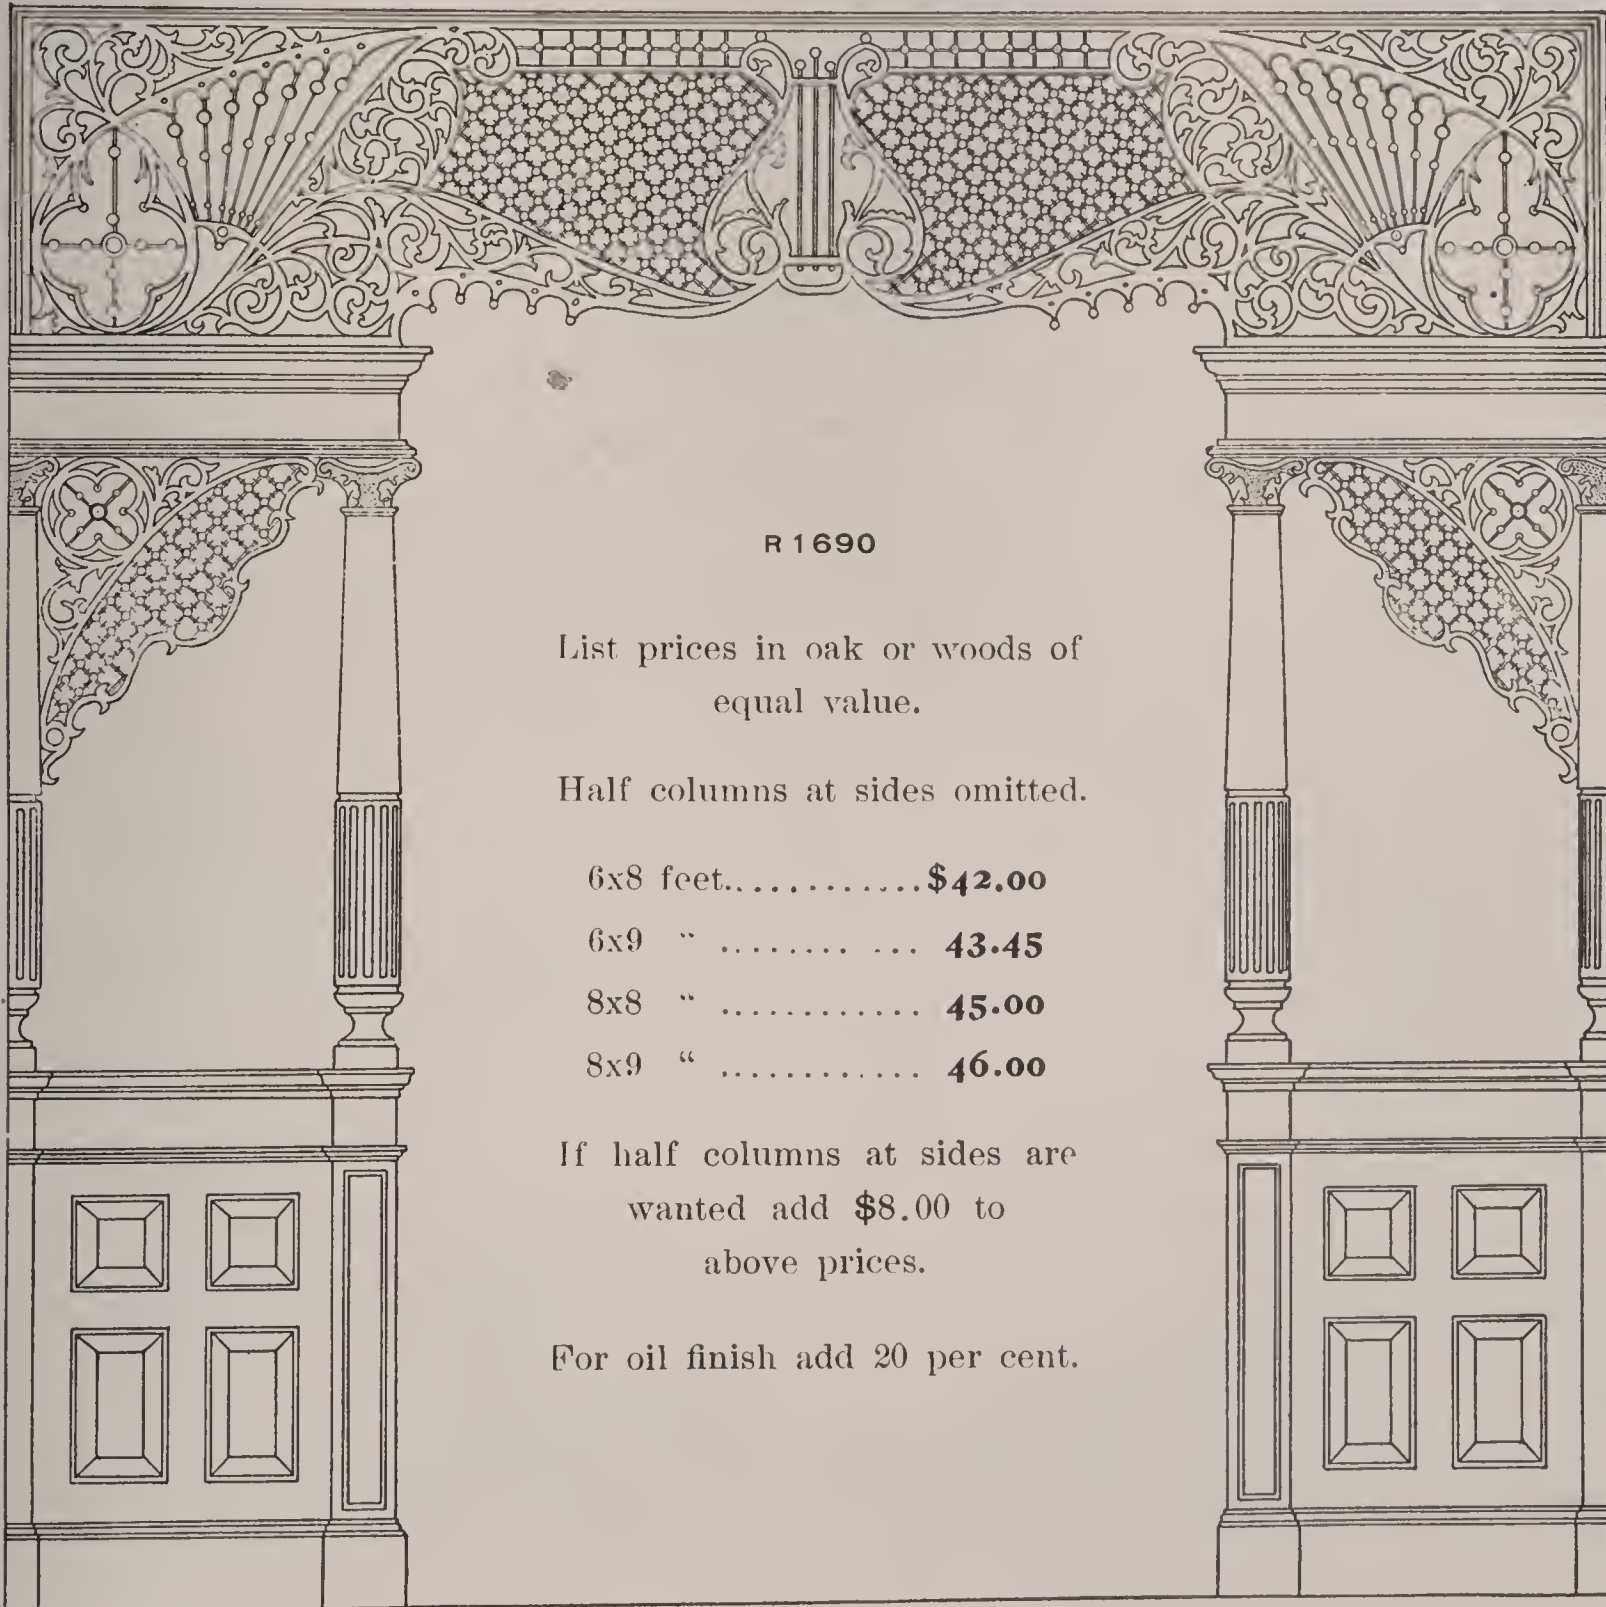 R 1690
List prices in oak or woods of
equal value.
Half columns at sides omitted.
6x8 feet............$42.00
6x9 " ........ ... 43.45
8x8 " ............ 45.00
8x9 “ ............ 46.00
If half columns at sides are
wanted add $8.00 to
above prices.
For oil finish add 20 per cent.